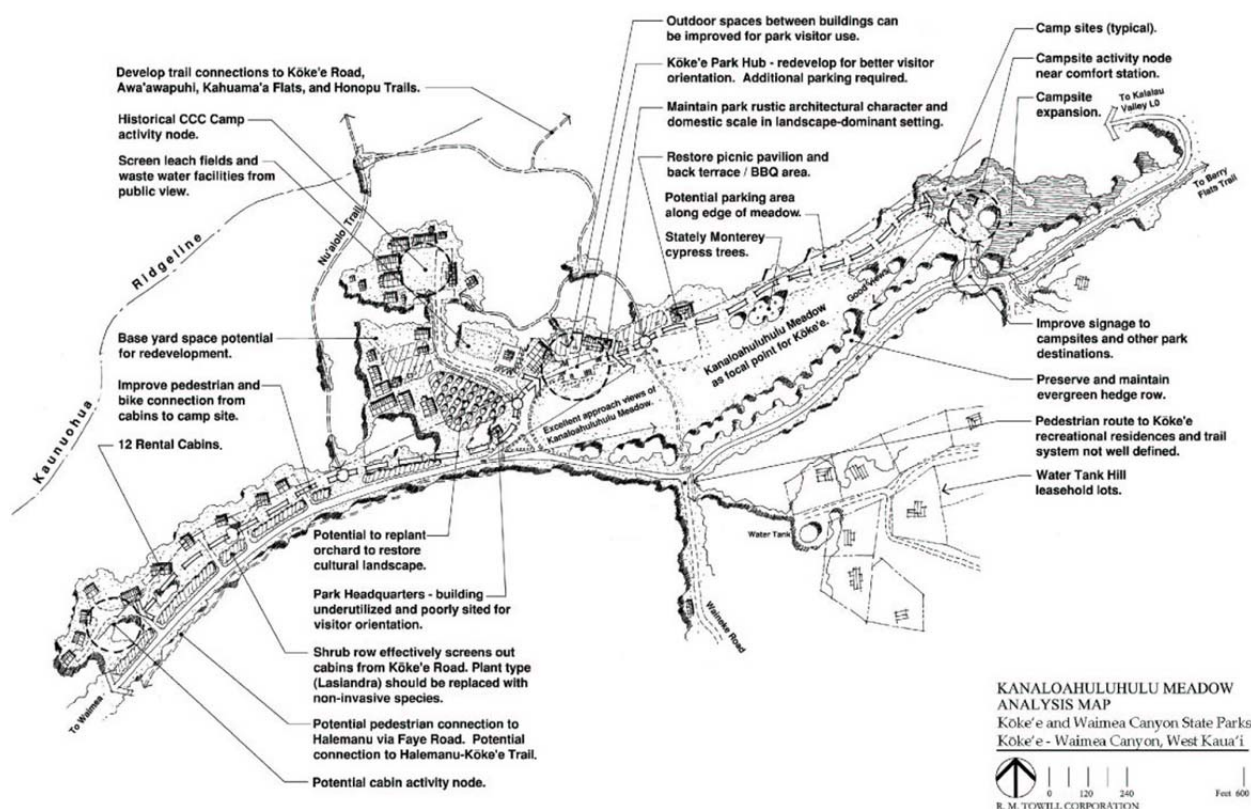 Outdoor spaces between buildings can
be improved for park visitor use.
Kōke'e Park Hub - redevelop for better visitor
orientation. Additional parking required.
Maintain park rustic architectural character and
domestic scale in landscape-dominant setting.
Restore picnic pavilion and
back terrace / BBQ area.
Potential parking area
along edge of meadow.
Stately Monterey
cypress trees.
Camp sites (typical).
Campsite activity node
near comfort station.
Campsite
expansion.
To Kalalau
Valley LO
To Berry
Flats Trail
Develop trail connections to Kōke'e Road,
Awa'awapuhi, Kahuama'a Flats, and Honopu Trails.
Historical CCC Camp
activity node.
Screen leach fields and
waste water facilities from
public view.
Ridgeline
Kaunuohua
Nu'alolo Trail
Good views
Kanaloahuluhulu Meadow
as focal point for Kōke'e.
Excellent approach views of
Kanaloahuluhulu Meadow.
Base yard space potential
for redevelopment.
Improve pedestrian and
bike connection from
cabins to camp site.
12 Rental Cabins.
Improve signage to
campsites and other park
destinations.
Preserve and maintain
evergreen hedge row.
Pedestrian route to Kōke'e
recreational residences and trail
system not well defined.
Water Tank Hill
leasehold lots.
Water Tank
Waineke Road
To Waimea
Potential to replant
orchard to restore
cultural landscape.
Park Headquarters - building
underutilized and poorly sited for
visitor orientation.
Shrub row effectively screens out
cabins from Kōke'e Road. Plant type
(Lasiandra) should be replaced with
non-invasive species.
Potential pedestrian connection to
Halemanu via Faye Road. Potential
connection to Halemanu-Kōke'e Trail.
Potential cabin activity node.
KANALOAHULUHULU MEADOW
ANALYSIS MAP
Kōke'e and Waimea Canyon State Parks
Kōke'e - Waimea Canyon, West Kaua'i
0 120 240 Feet 600
R. M. TOWILL CORPORATION